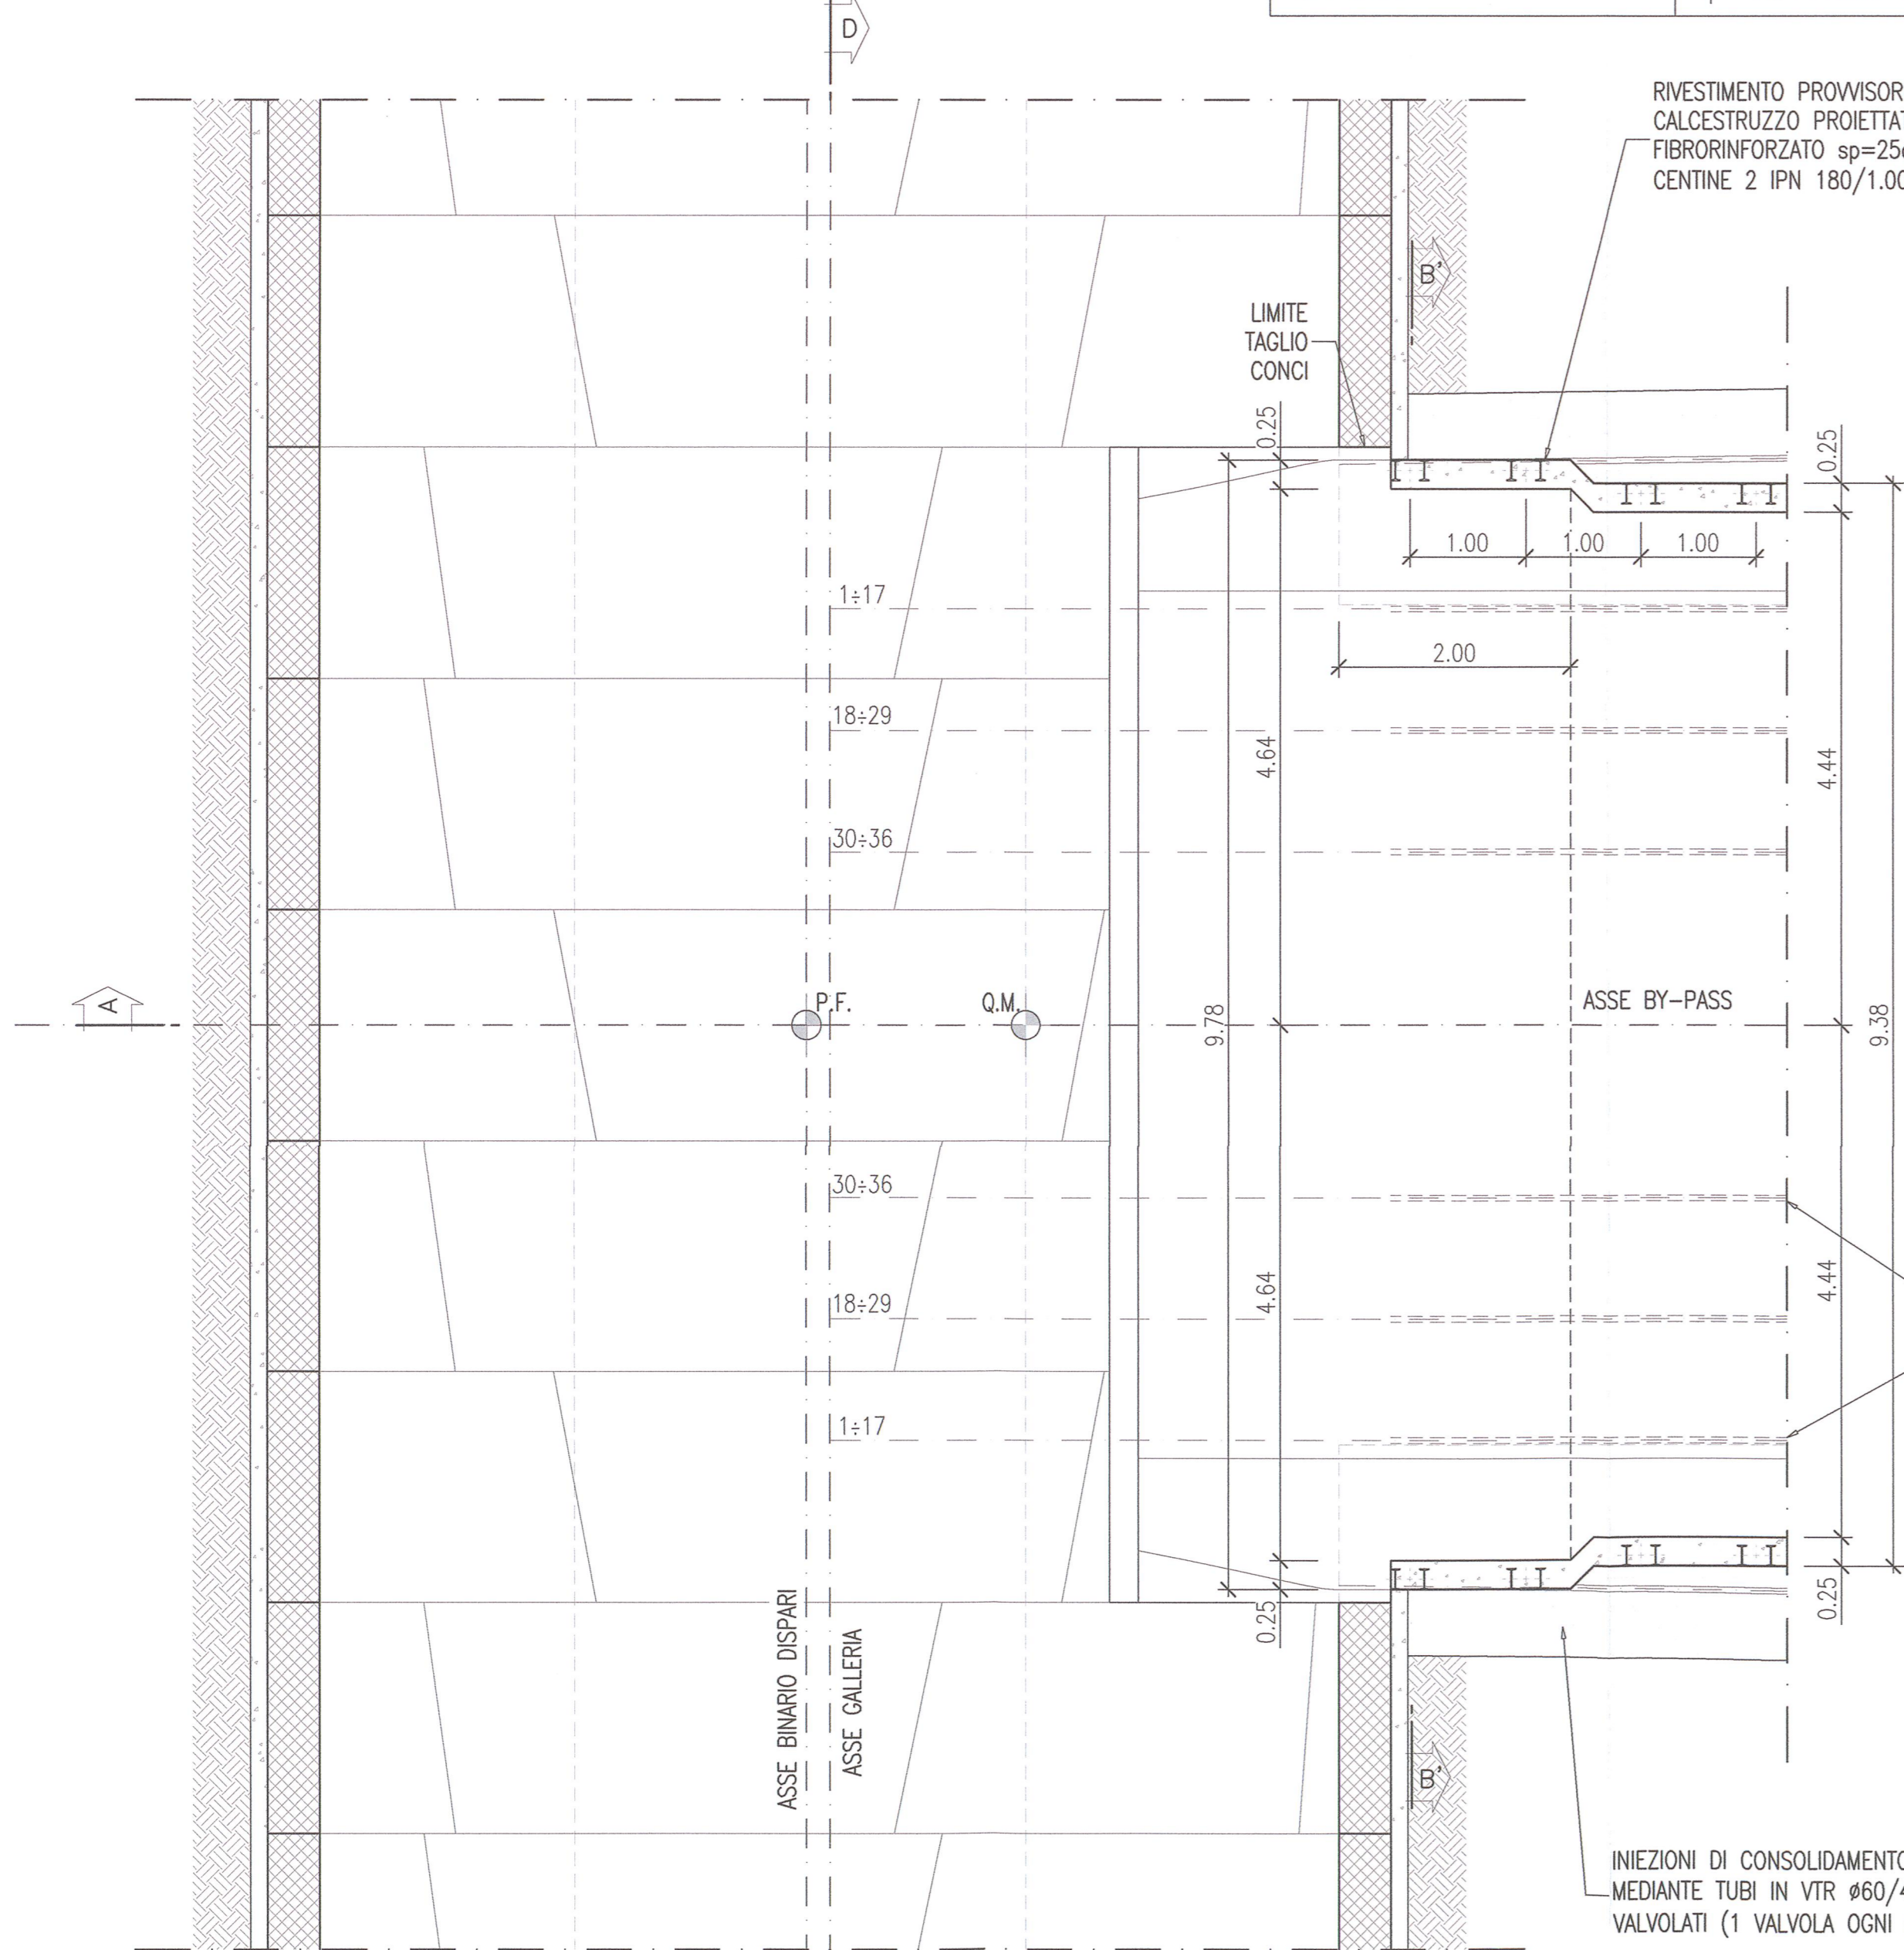 D
RIVESTIMENTO PROVVISOR
CALCESTRUZZO PROIETTAT
FIBRORINFORZATO sp=25
CENTINE 2 IPN 180/1.00
B'
LIMITE
TAGLIO
CONCI
0.25
0.25
1.00
1.00
1.00
1÷17
2.00
18÷29
4.64
4.44
30÷36
A
P.F.
Q.M.
9.78
ASSE BY-PASS
9.38
30÷36
4.64
4.44
18÷29
1÷17
ASSE BINARIO DISPARI
ASSE GALLERIA
0.25
0.25
B'
INIEZIONI DI CONSOLIDAMENTO
MEDIANTE TUBI IN VTR ø60/4
VALVOLATI (1 VALVOLA OGNI